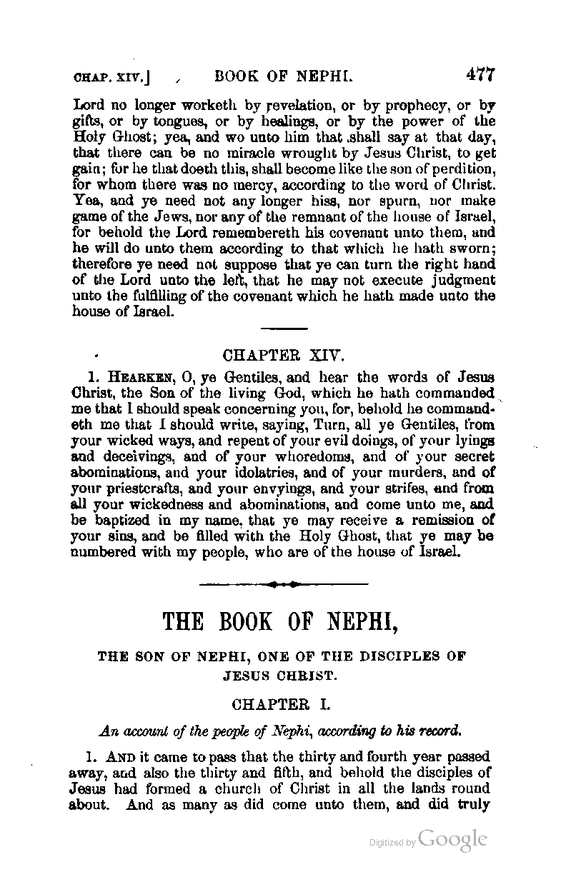 CHAP. XIV.] BOOK OF NEPHI. 477
Lord no longer worketh by revelation, or by prophecy, or by
gifts, or by tongues, or by healings, or by the power of the
Holy Ghost; yea, and wo unto him that shall say at that day,
that there can be no miracle wrought by Jesus Christ, to get
gain; for he that doeth this, shall become like the son of perdition,
for whom there was no mercy, according to the word of Christ.
Yea, and ye need not any longer hiss, nor spurn, nor make
game of the Jews, nor any of the remnant of the house of Israel,
for behold the Lord remembereth his covenant unto them, and
he will do unto them according to that which he hath sworn;
therefore ye need not suppose that ye can turn the right hand
of the Lord unto the left, that he may not execute judgment
unto the fulfilling of the covenant which he hath made unto the
house of Israel.
CHAPTER XIV.
1. HEARKEN, O, ye Gentiles, and hear the words of Jesus
Christ, the Son of the living God, which he hath commanded
me that I should speak concerning you, for, behold he command-
eth me that I should write, saying, Turn, all ye Gentiles, from
your wicked ways, and repent of your evil doings, of your lyings
and deceivings, and of your whoredoms, and of your secret
abominations, and your idolatries, and of your murders, and of
your priestcrafts, and your envyings, and your strifes, and from
all your wickedness and abominations, and come unto me, and
be baptized in my name, that ye may receive a remission of
your sins, and be filled with the Holy Ghost, that ye may be
numbered with my people, who are of the house of Israel.
THE BOOK OF NEPHI,
THE SON OF NEPHI, ONE OF THE DISCIPLES OF
JESUS CHRIST.
CHAPTER I.
An account of the people of Nephi, according to his record.
1. AND it came to pass that the thirty and fourth year passed
away, and also the thirty and fifth, and behold the disciples of
Jesus had formed a church of Christ in all the lands round
about. And as many as did come unto them, and did truly
Digitized by Google